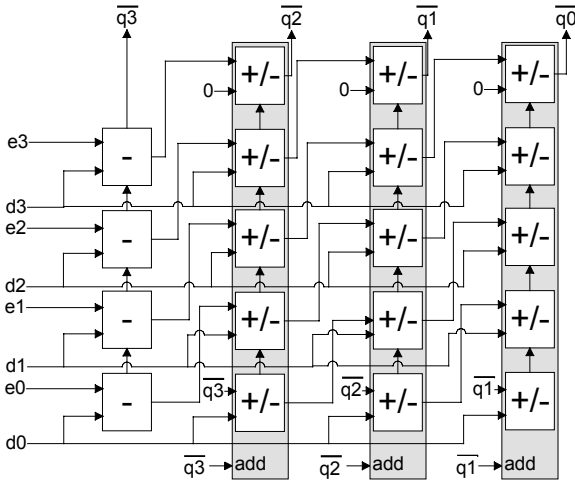 q3 q2 q1 q0
+/- +/- +/-
0 0 0
e3
- +/- +/- +/-
d3
e2
- +/- +/- +/-
d2
e1
- +/- +/- +/-
d1
e0 q3 q2 q1
- +/- +/- +/-
d0
q3 add q2 add q1 add